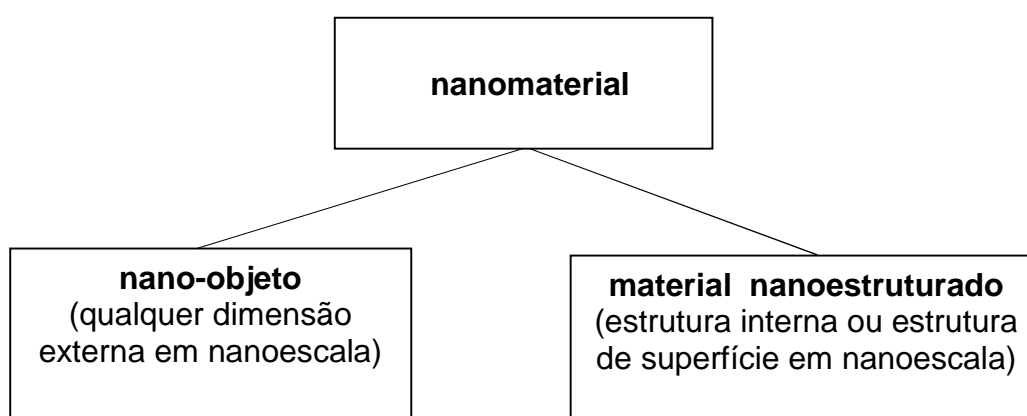 nanomaterial
nano-objeto
(qualquer dimensão
externa em nanoescala)
material nanoestruturado
(estrutura interna ou estrutura
de superfície em nanoescala)